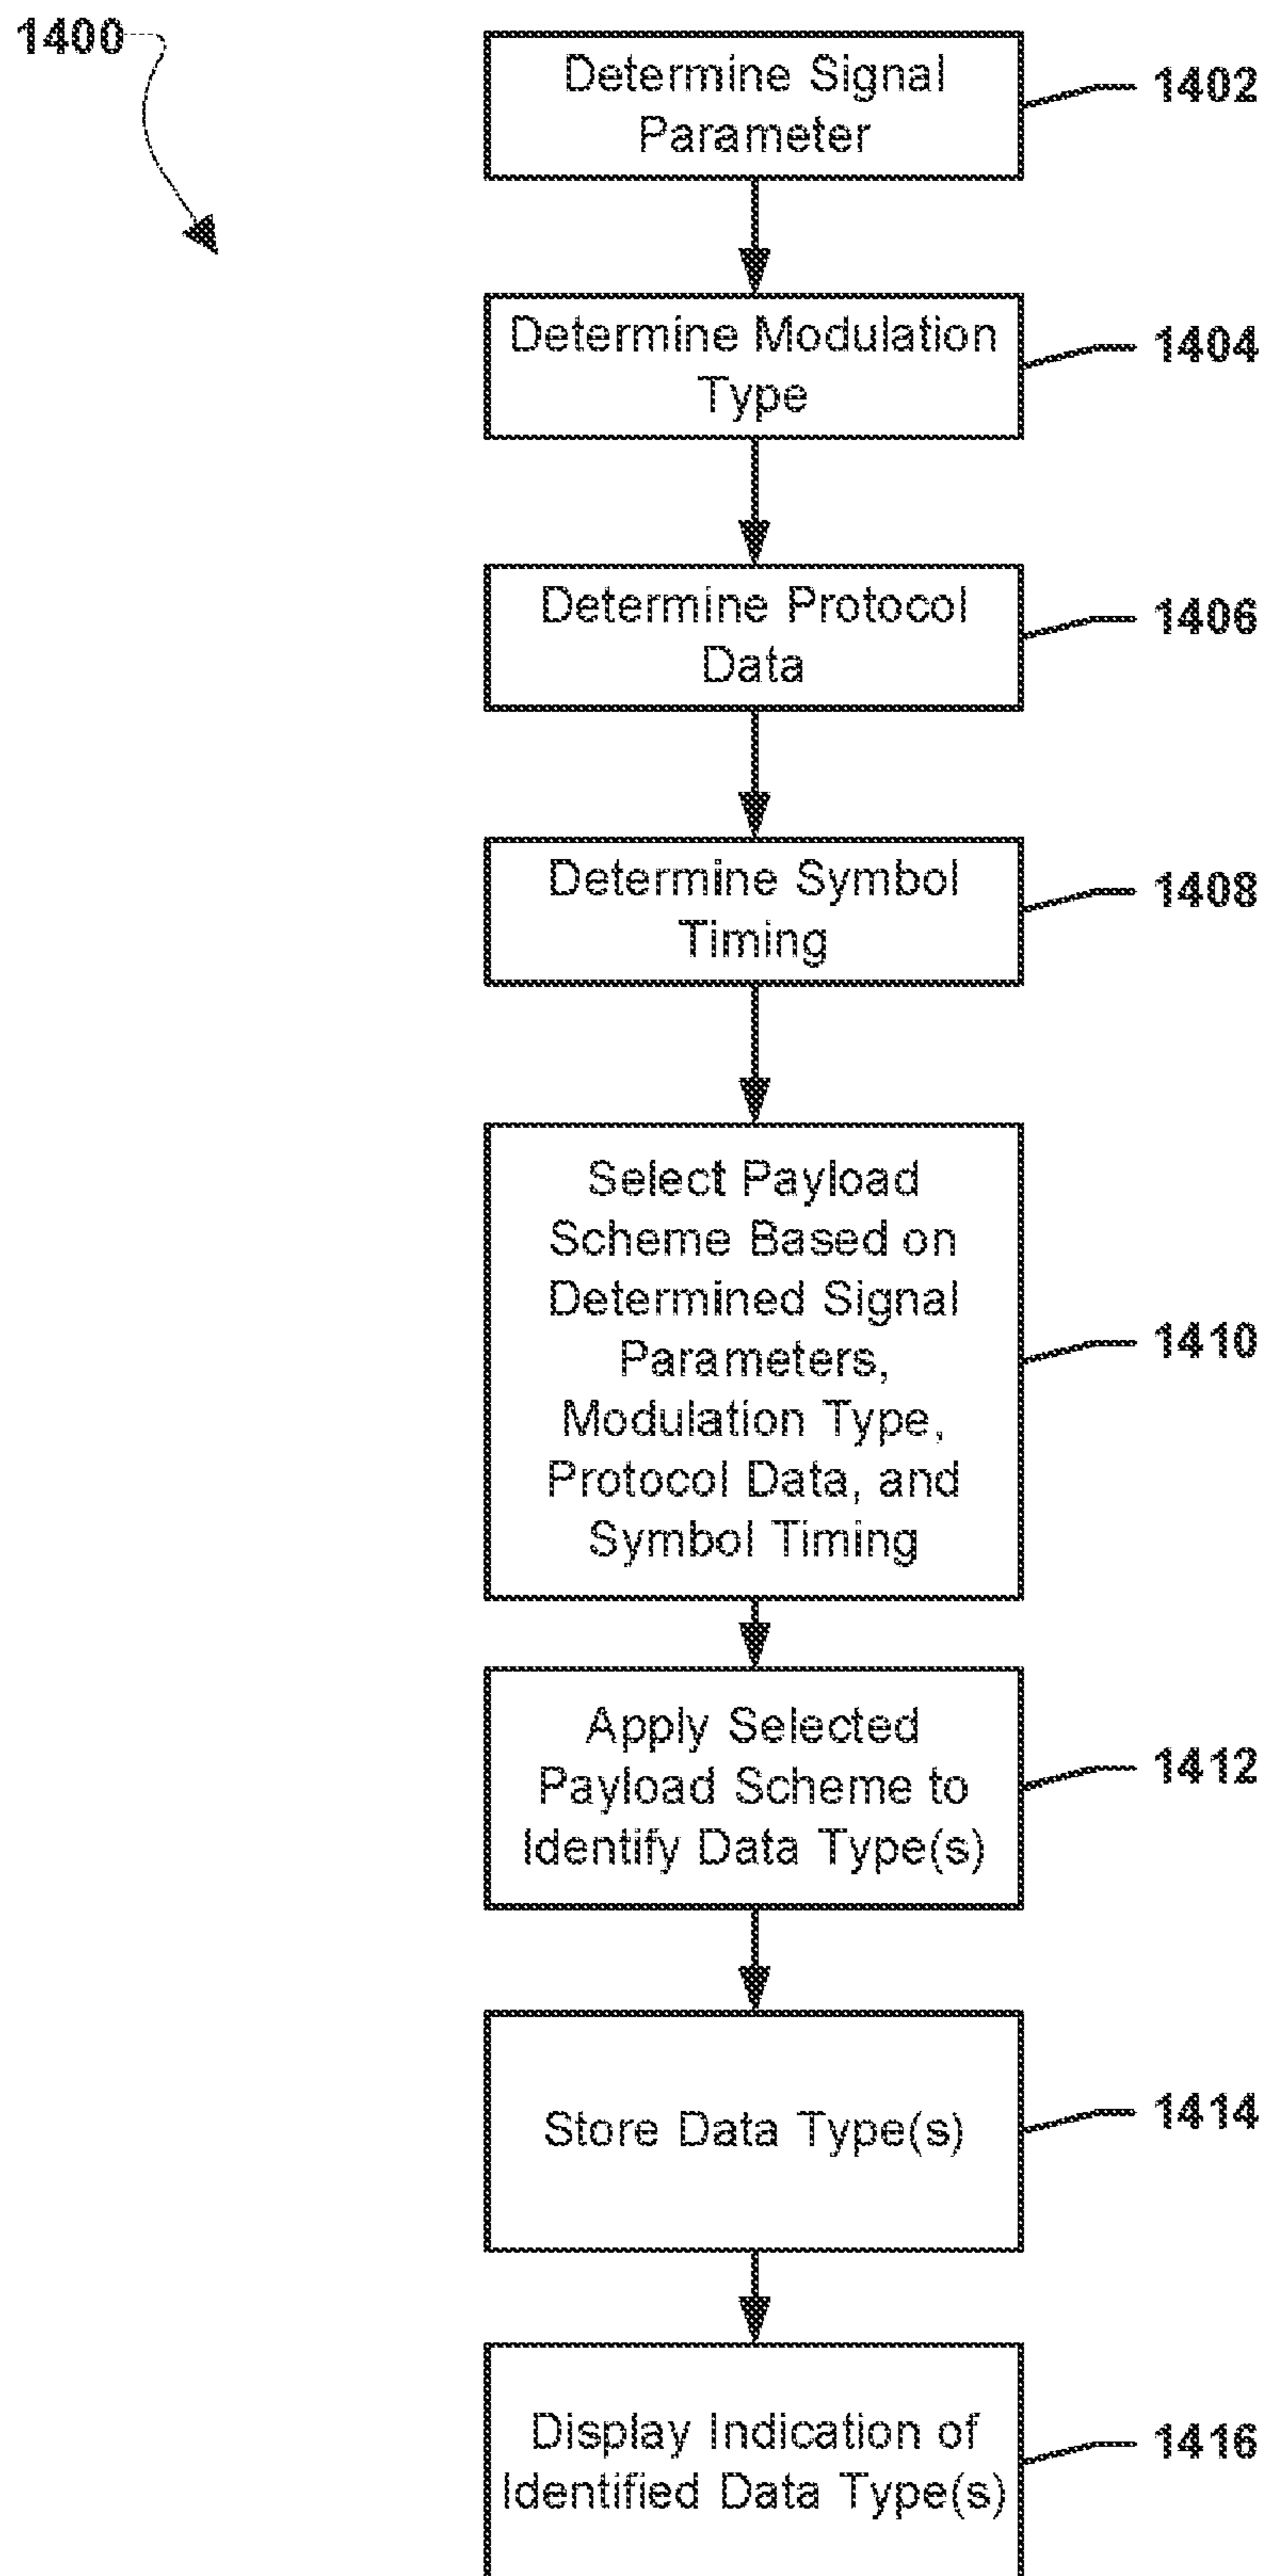 1400
Determine Signal
Parameter
1402
Determine Modulation
Type
1404
Determine Protocol
Data
1406
Determine Symbol
Timing
1408
Select Payload
Scheme Based on
Determined Signal
Parameters,
Modulation Type,
Protocol Data, and
Symbol Timing
1410
Apply Selected
Payload Scheme to
Identify Data Type(s)
1412
Store Data Type(s)
1414
Display Indication of
Identified Data Type(s)
1416